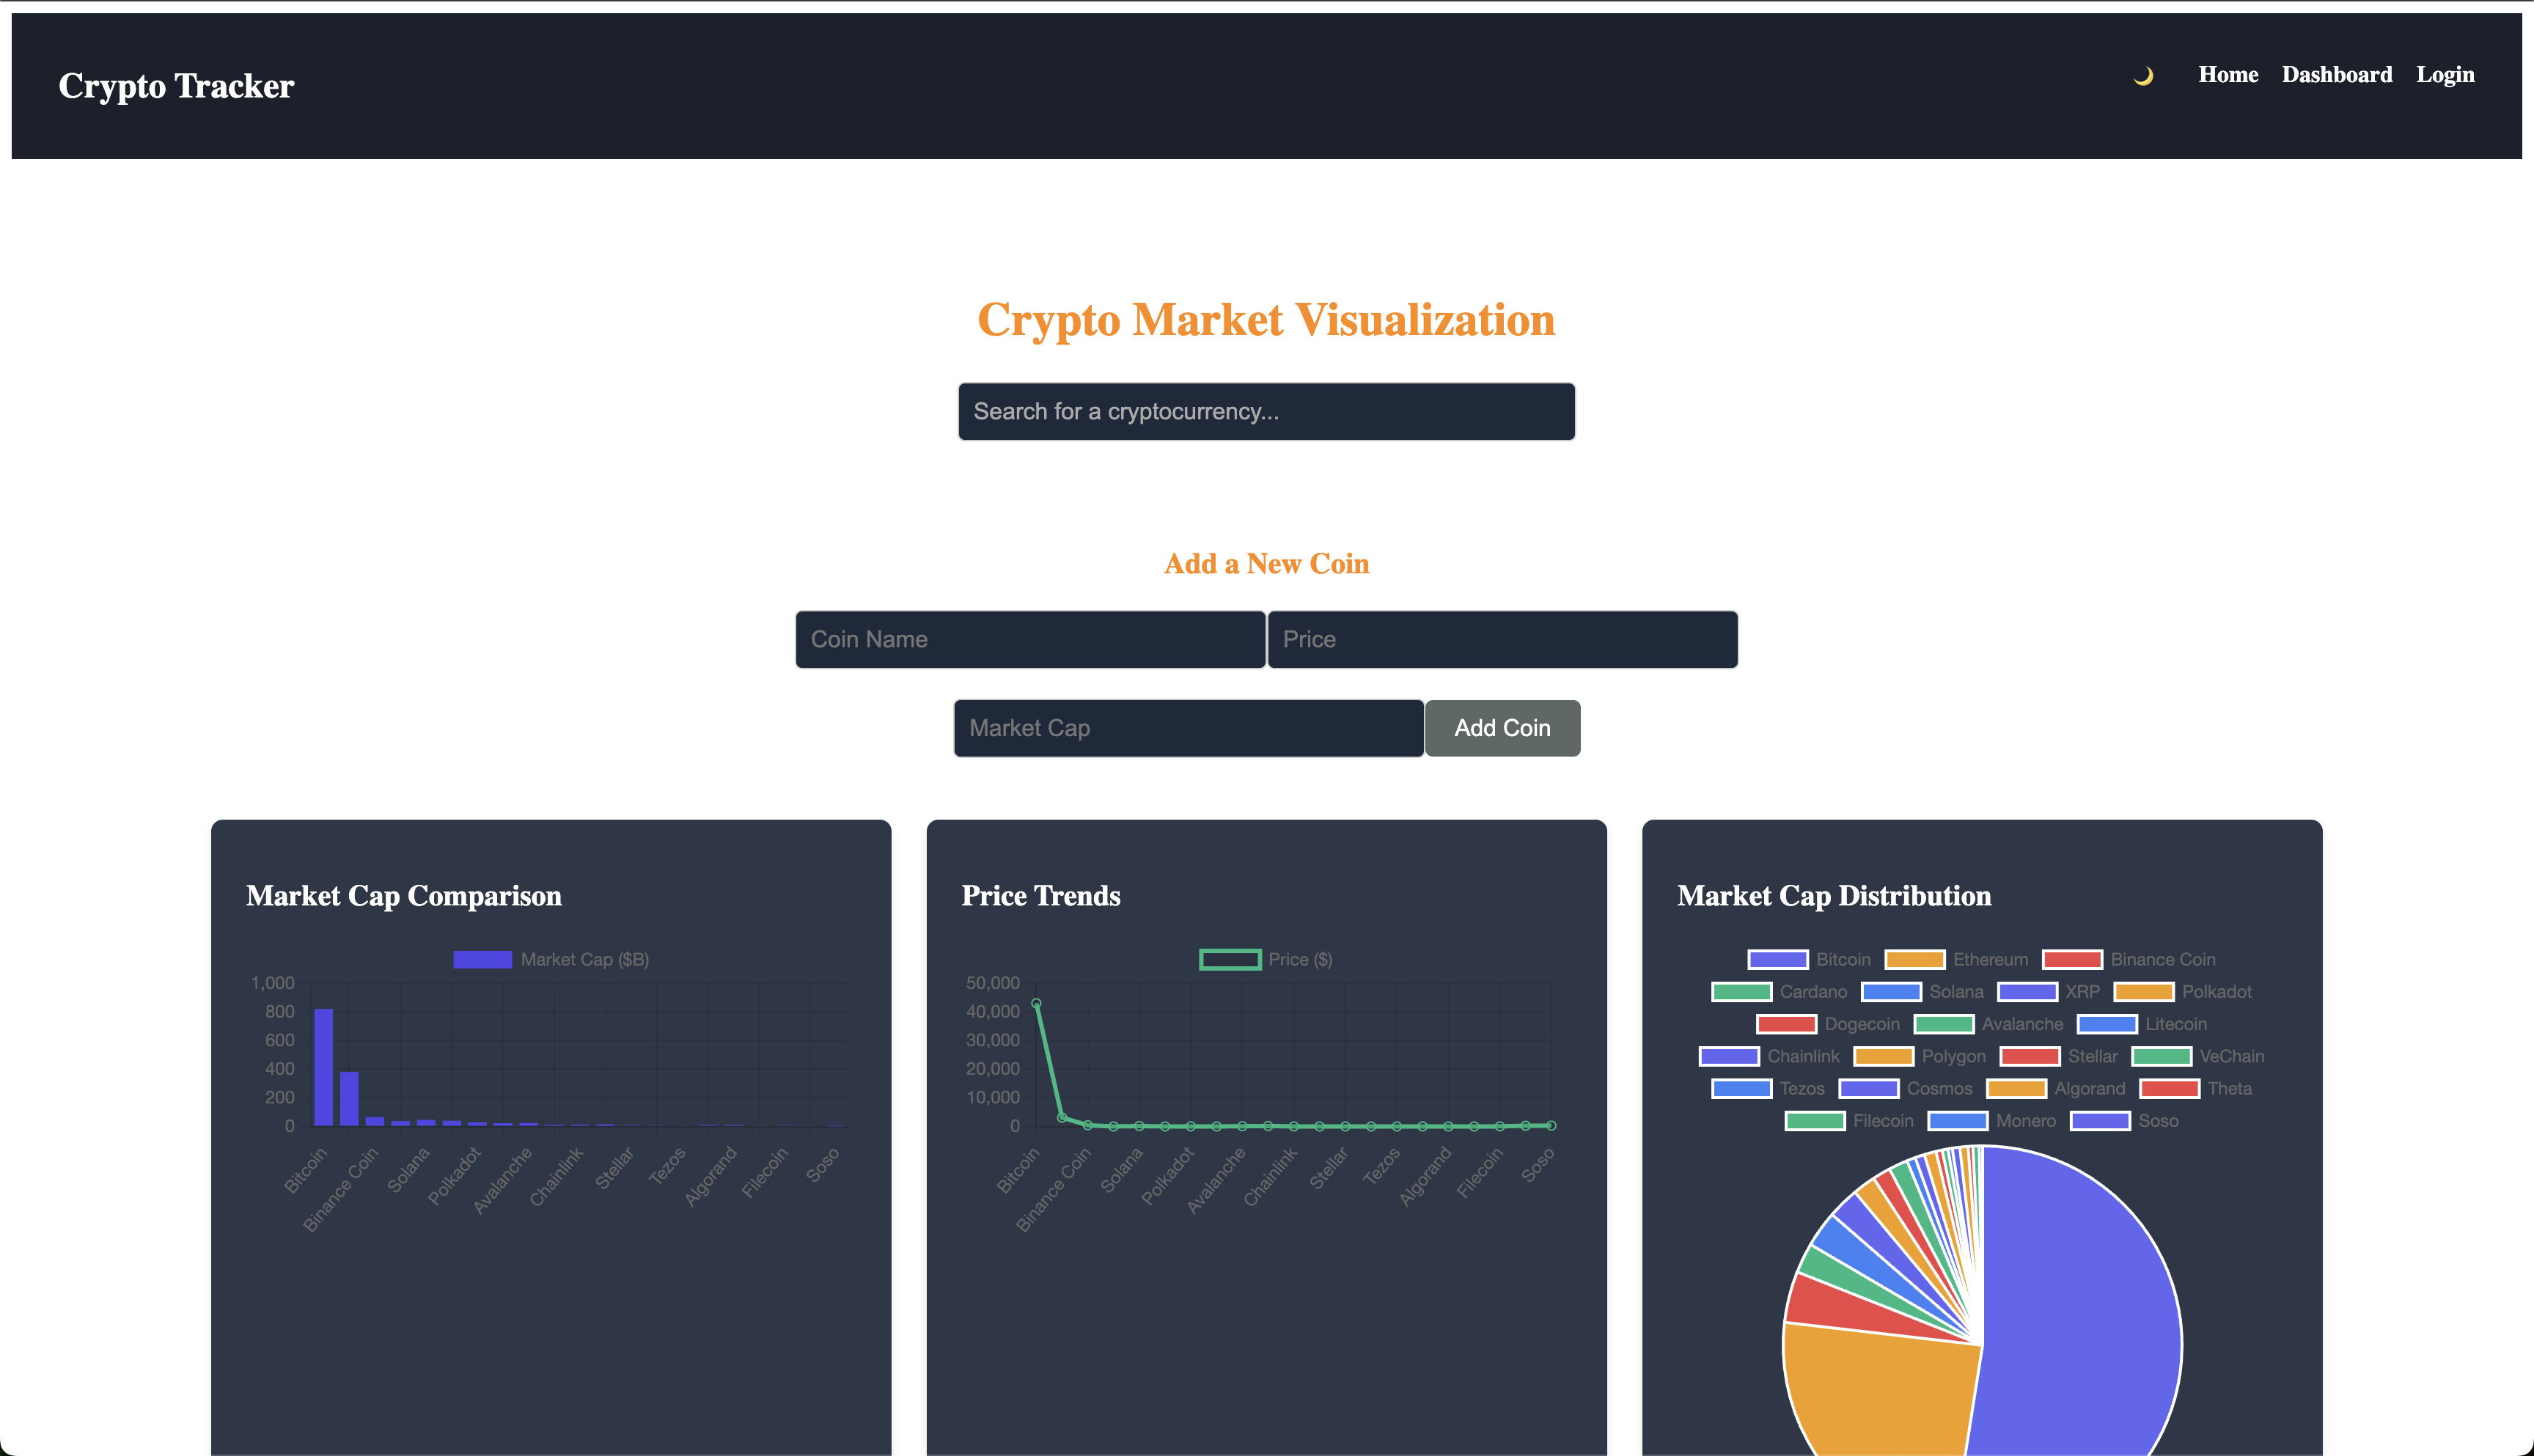 Crypto Tracker
🌙 Home Dashboard Login
Crypto Market Visualization
Search for a cryptocurrency...
Add a New Coin
Coin Name
Price
Market Cap
Add Coin
Market Cap Comparison
Market Cap ($B)
1,000
800
600
400
200
0
Bitcoin
Binance Coin
Solana
Polkadot
Avalanche
Chainlink
Stellar
Tezos
Algorand
Filecoin
Soso
Price Trends
Price ($)
50,000
40,000
30,000
20,000
10,000
0
Bitcoin
Binance Coin
Solana
Polkadot
Avalanche
Chainlink
Stellar
Tezos
Algorand
Filecoin
Soso
Market Cap Distribution
Bitcoin Ethereum Binance Coin
Cardano Solana XRP Polkadot
Dogecoin Avalanche Litecoin
Chainlink Polygon Stellar VeChain
Tezos Cosmos Algorand Theta
Filecoin Monero Soso